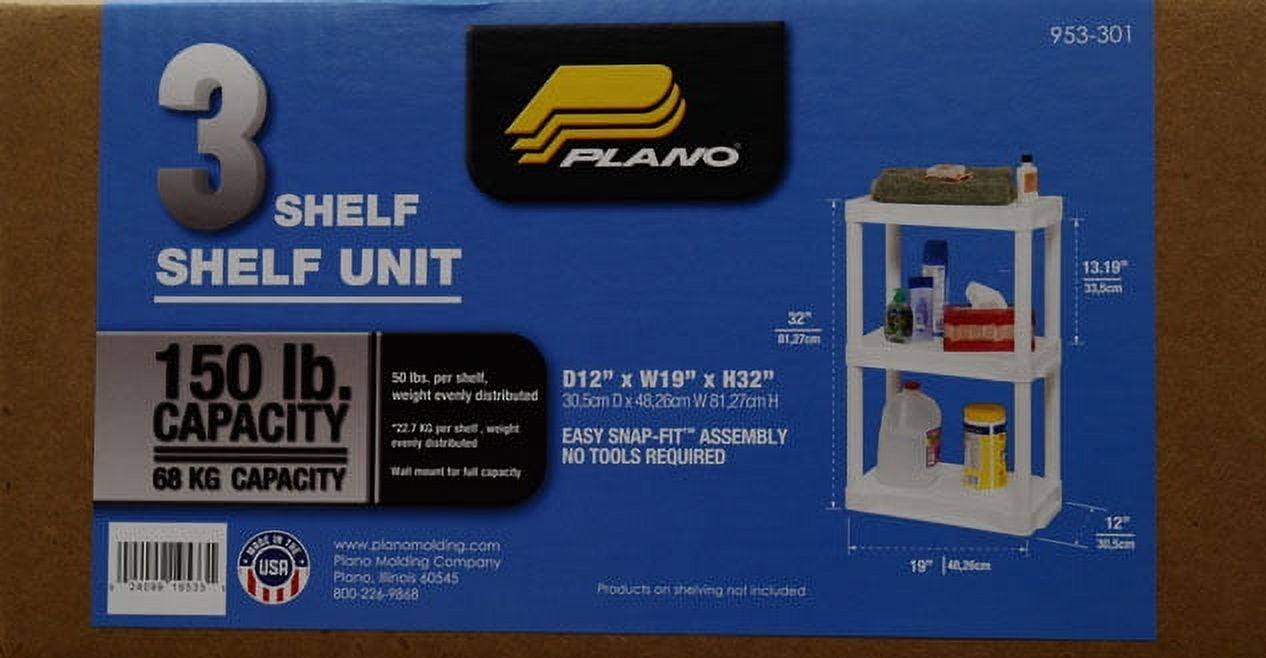 953-301
3
SHELF
SHELF UNIT
PLANO
150 lb.
CAPACITY
68 KG CAPACITY
50 lbs. per shelf,
weight evenly distributed
*22.7 KG per shelf, weight
evenly distributed
Wall mount for full capacity
D12" x W19" x H32"
30,5cm D x 48,26cm W 81,27cm H
EASY SNAP-FIT™ ASSEMBLY
NO TOOLS REQUIRED
32"
81,27cm
13.19"
33,5cm
12"
30,5cm
19" 48,26cm
MADE IN THE
USA
www.planomolding.com
Plano Molding Company
Plano, Illinois 60545
800-226-9868
Products on shelving not included